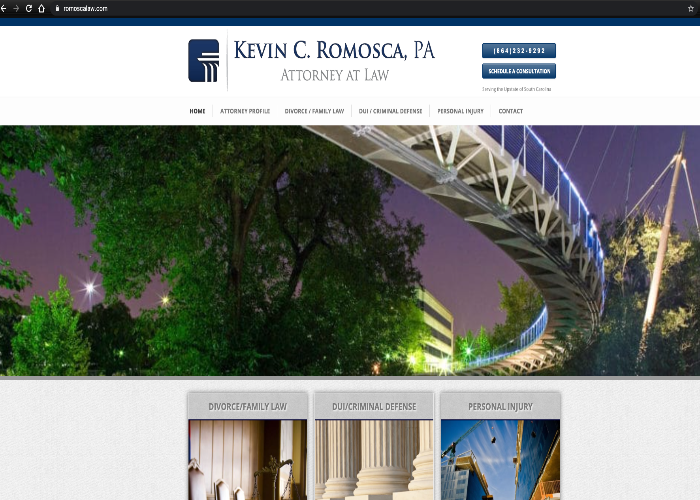 romoscalaw.com
KEVIN C. ROMOSCA, PA
ATTORNEY AT LAW
(864)232-9292
SCHEDULE A CONSULTATION
Serving the Upstate of South Carolina
HOME
ATTORNEY PROFILE
DIVORCE / FAMILY LAW
DUI / CRIMINAL DEFENSE
PERSONAL INJURY
CONTACT
DIVORCE/FAMILY LAW
DUI/CRIMINAL DEFENSE
PERSONAL INJURY